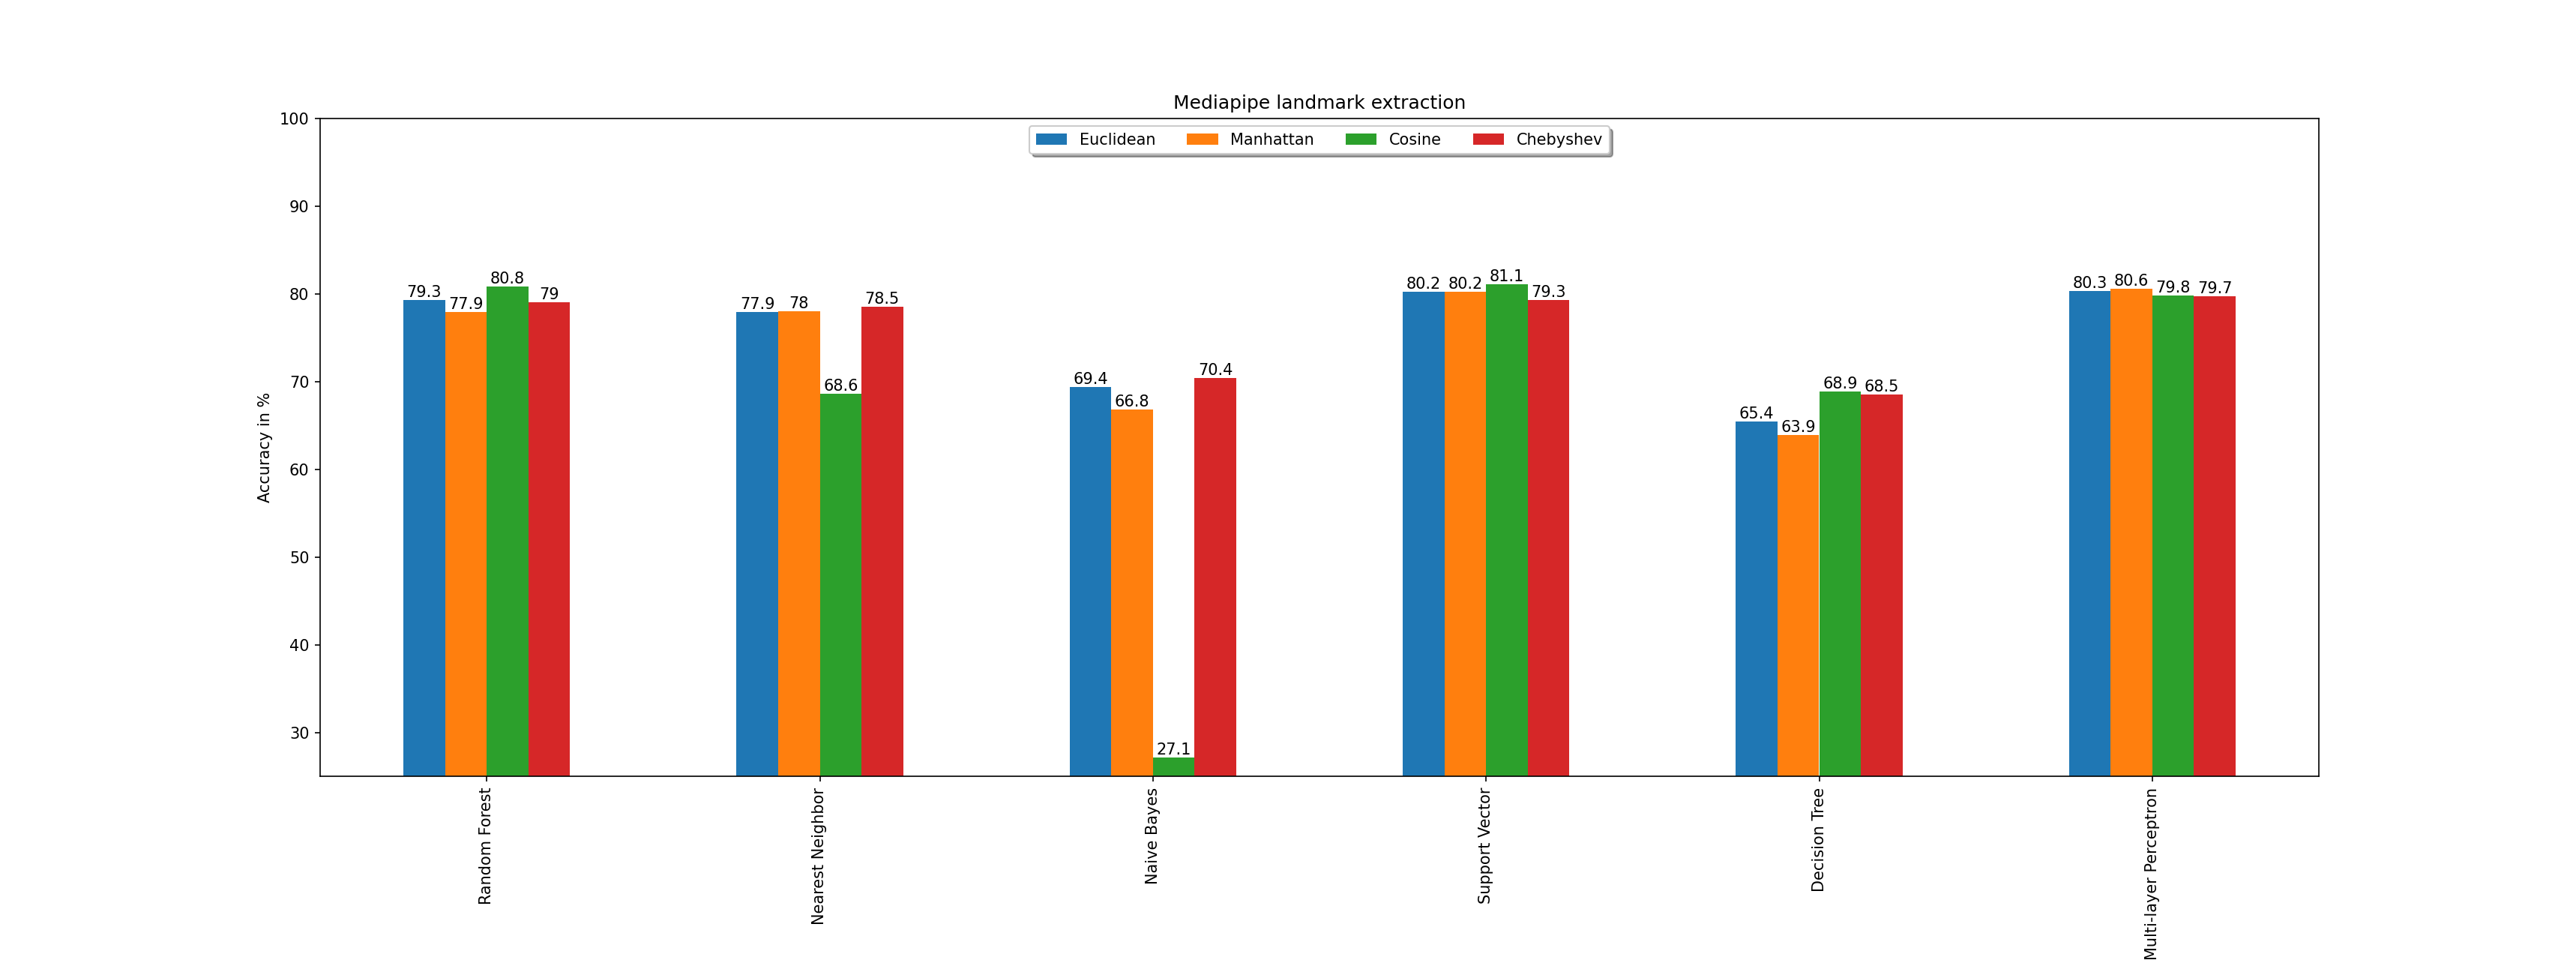 Mediapipe landmark extraction
Euclidean Manhattan Cosine Chebyshev
Accuracy in %
100
90
80
70
60
50
40
30
79.3 77.9 80.8 79
77.9 78 68.6 78.5
69.4 66.8 27.1 70.4
80.2 80.2 81.1 79.3
65.4 63.9 68.9 68.5
80.3 80.6 79.8 79.7
Random Forest
Nearest Neighbor
Naive Bayes
Support Vector
Decision Tree
Multi-layer Perceptron